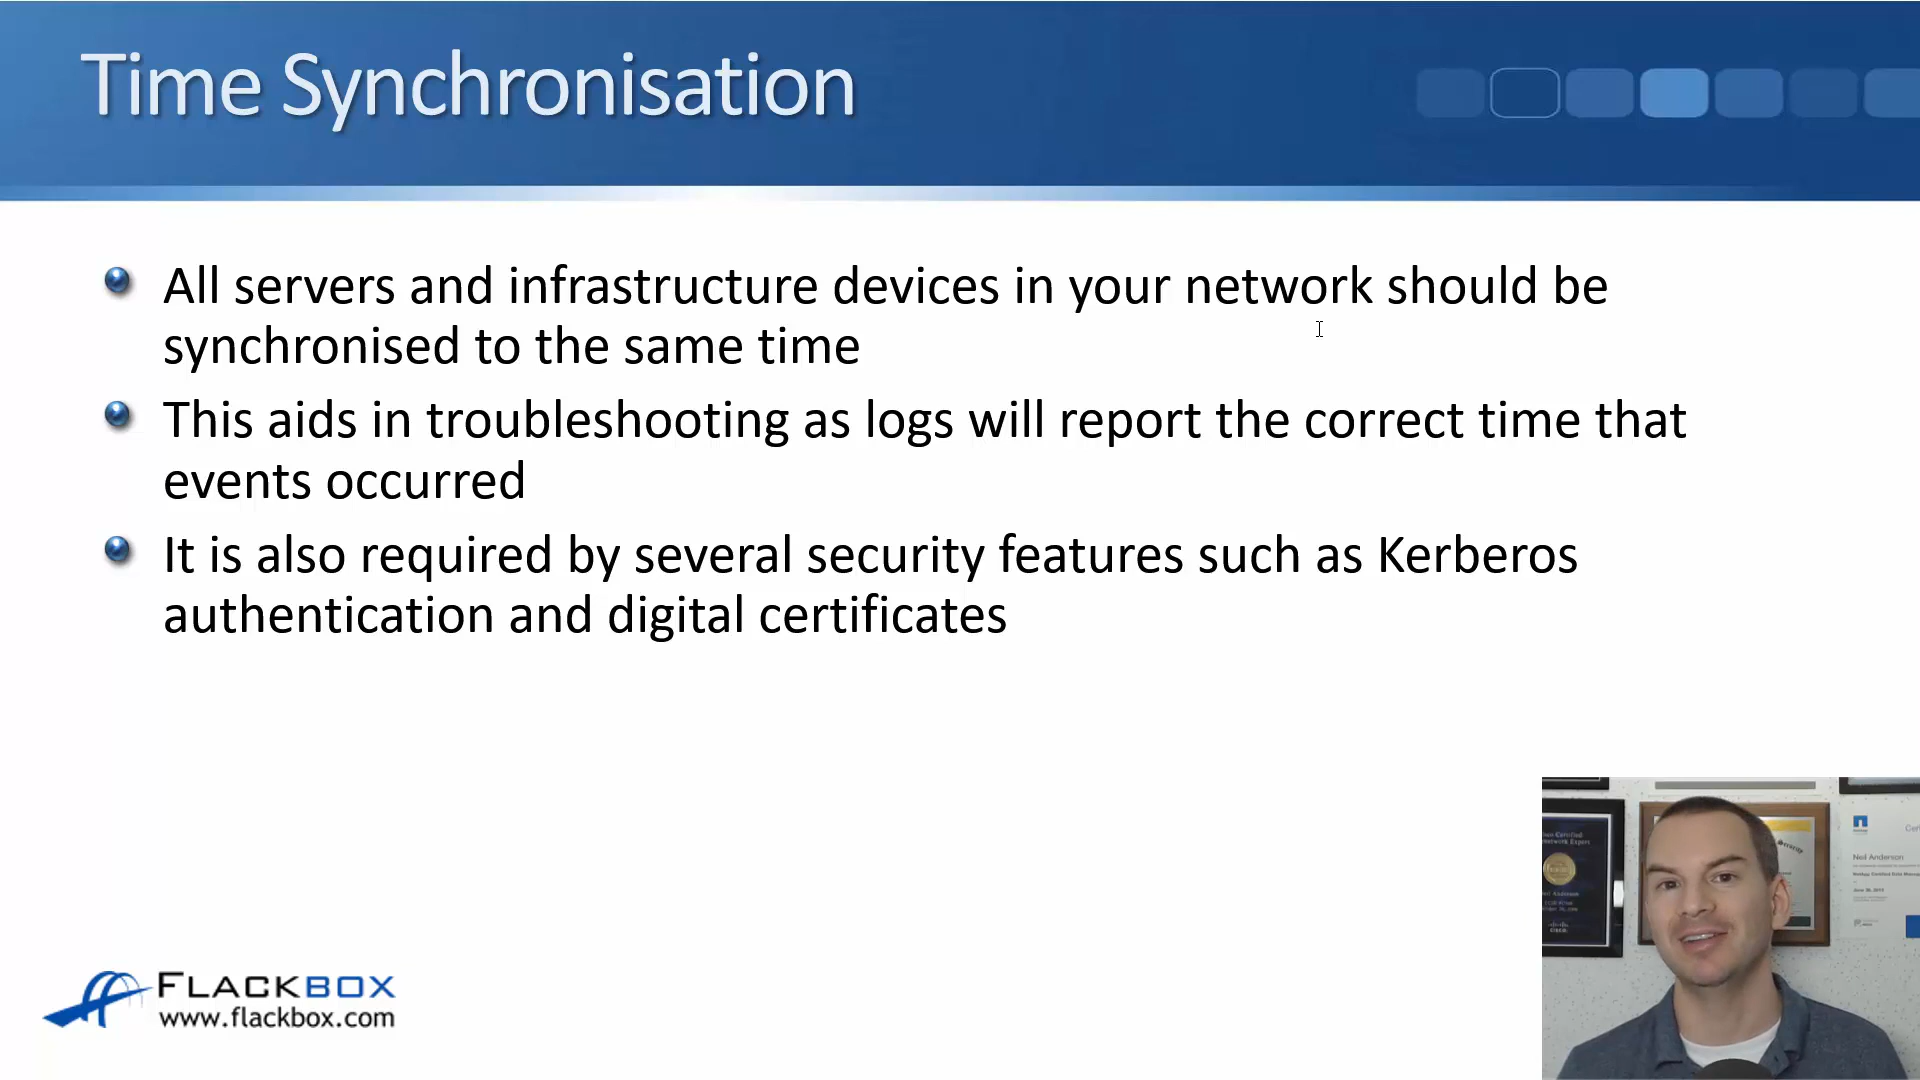 Time Synchronisation
All servers and infrastructure devices in your network should be
synchronised to the same time
This aids in troubleshooting as logs will report the correct time that
events occurred
It is also required by several security features such as Kerberos
authentication and digital certificates
FLACKBOX
www.flackbox.com
Neil Anderson